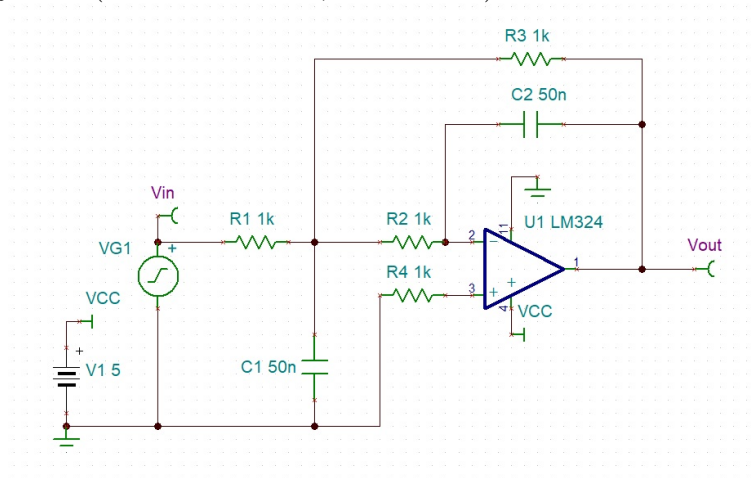 R3 1k
C2 50n
Vin
R1 1k
R2 1k
2
11
U1 LM324
VG1
+
1
Vout
R4 1k
3
+
+
4
VCC
VCC
+
V1 5
C1 50n